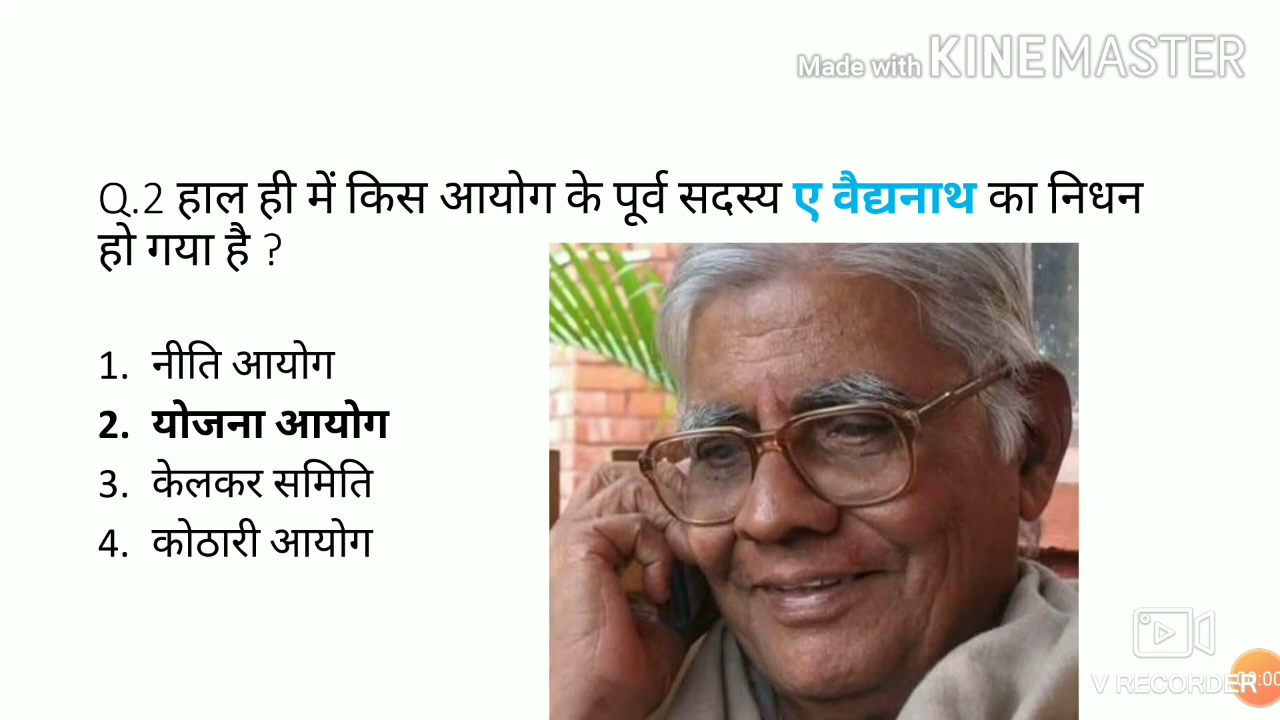 Made with KINEMASTER
Q.2 हाल ही में किस आयोग के पूर्व सदस्य ए वैद्यनाथ का निधन
हो गया है ?
1. नीति आयोग
2. योजना आयोग
3. केलकर समिति
4. कोठारी आयोग
V RECORDER